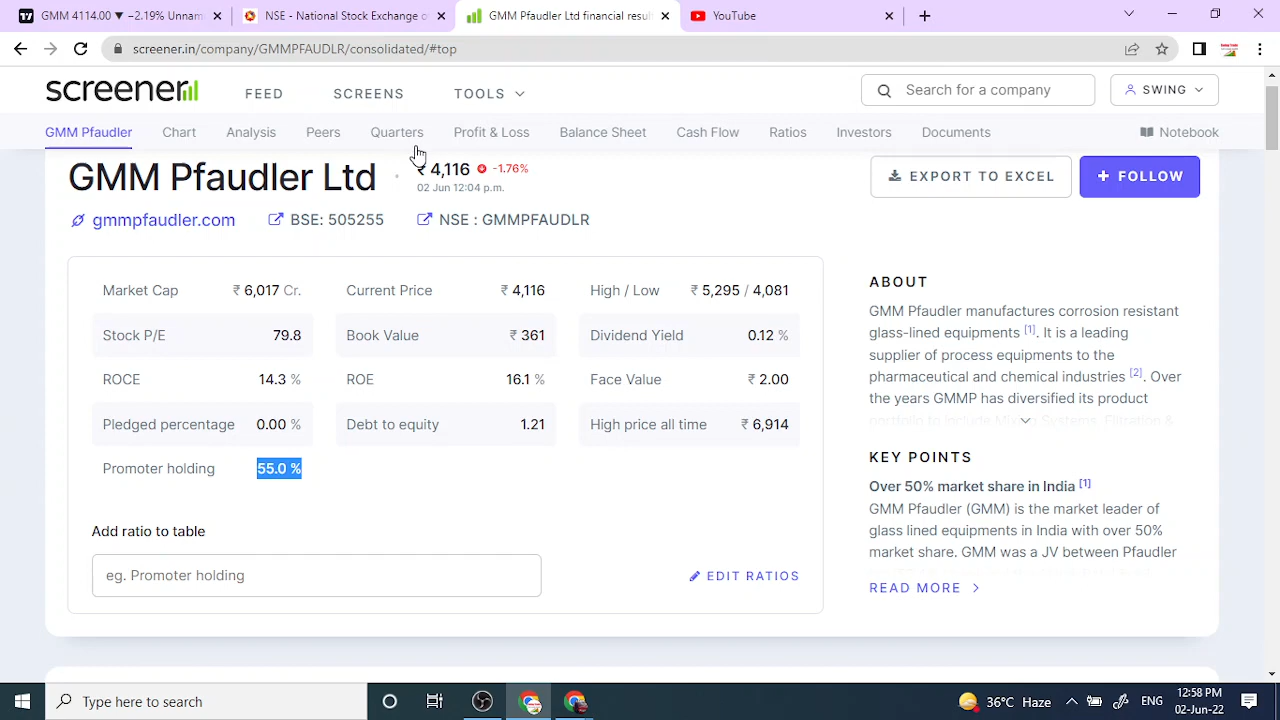 GMM 4114.00 ▼ −2.19% Unnam
NSE - National Stock Exchange o
GMM Pfaudler Ltd financial resu
YouTube
screener.in/company/GMMPFAUDLR/consolidated/#top
screener
FEED
SCREENS
TOOLS
Search for a company
SWING
GMM Pfaudler
Chart
Analysis
Peers
Quarters
Profit & Loss
Balance Sheet
Cash Flow
Ratios
Investors
Documents
Notebook
GMM Pfaudler Ltd
₹ 4,116 -1.76%
02 Jun 12:04 p.m.
EXPORT TO EXCEL
+ FOLLOW
gmmpfaudler.com
BSE: 505255
NSE : GMMPFAUDLR
Market Cap ₹ 6,017 Cr.
Current Price ₹ 4,116
High / Low ₹ 5,295 / 4,081
Stock P/E 79.8
Book Value ₹ 361
Dividend Yield 0.12 %
ROCE 14.3 %
ROE 16.1 %
Face Value ₹ 2.00
Pledged percentage 0.00 %
Debt to equity 1.21
High price all time ₹ 6,914
Promoter holding 55.0 %
Add ratio to table
eg. Promoter holding
EDIT RATIOS
ABOUT
GMM Pfaudler manufactures corrosion resistant
glass-lined equipments [1]. It is a leading
supplier of process equipments to the
pharmaceutical and chemical industries [2]. Over
the years GMMP has diversified its product
portfolio to include Mixing Systems, Filtration &
KEY POINTS
Over 50% market share in India [1]
GMM Pfaudler (GMM) is the market leader of
glass lined equipments in India with over 50%
market share. GMM was a JV between Pfaudler
READ MORE
Type here to search
36°C Haze
ENG
12:58 PM
02-Jun-22